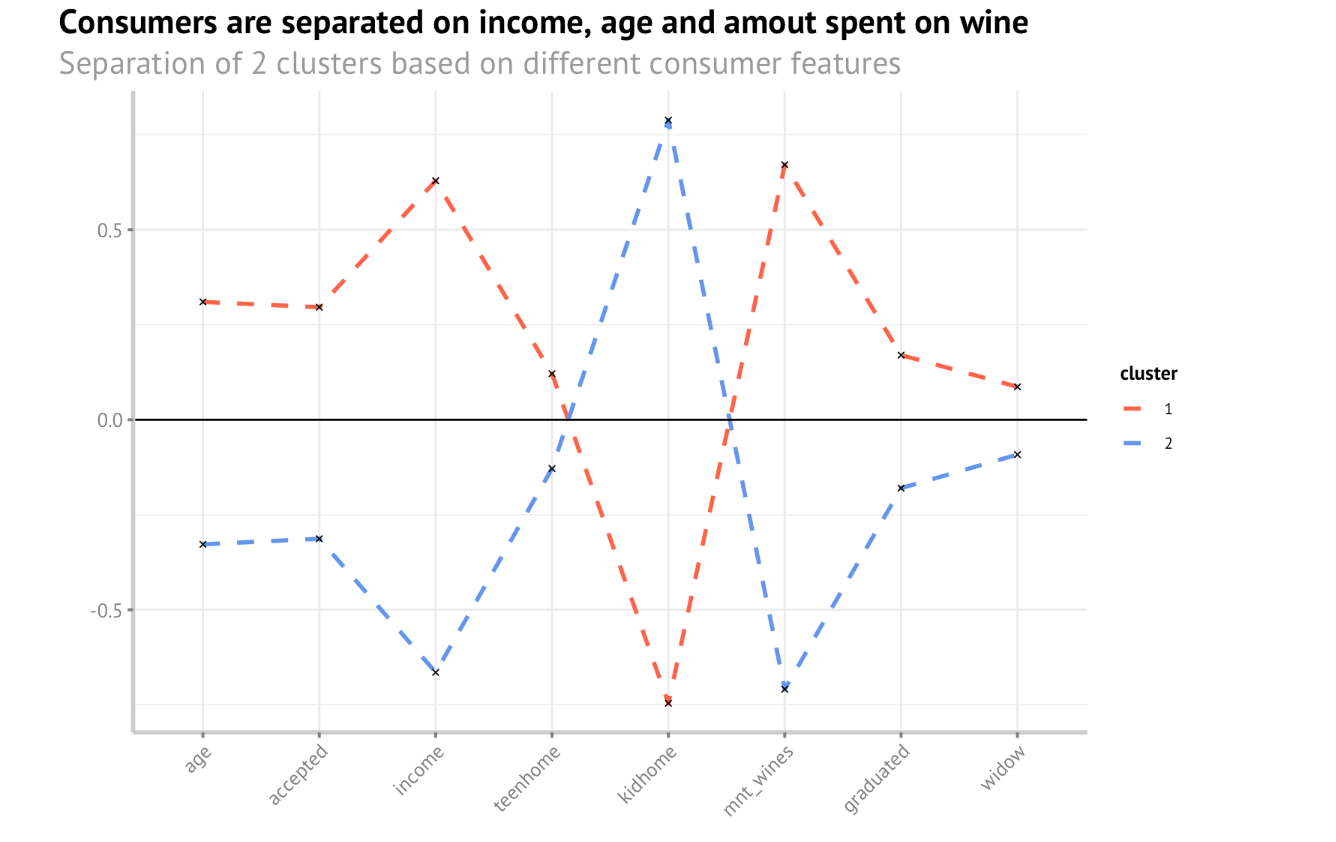 Consumers are separated on income, age and amout spent on wine
Separation of 2 clusters based on different consumer features
0.5
0.0
-0.5
age
accepted
income
teenhome
kidhome
mnt_wines
graduated
widow
cluster
1
2